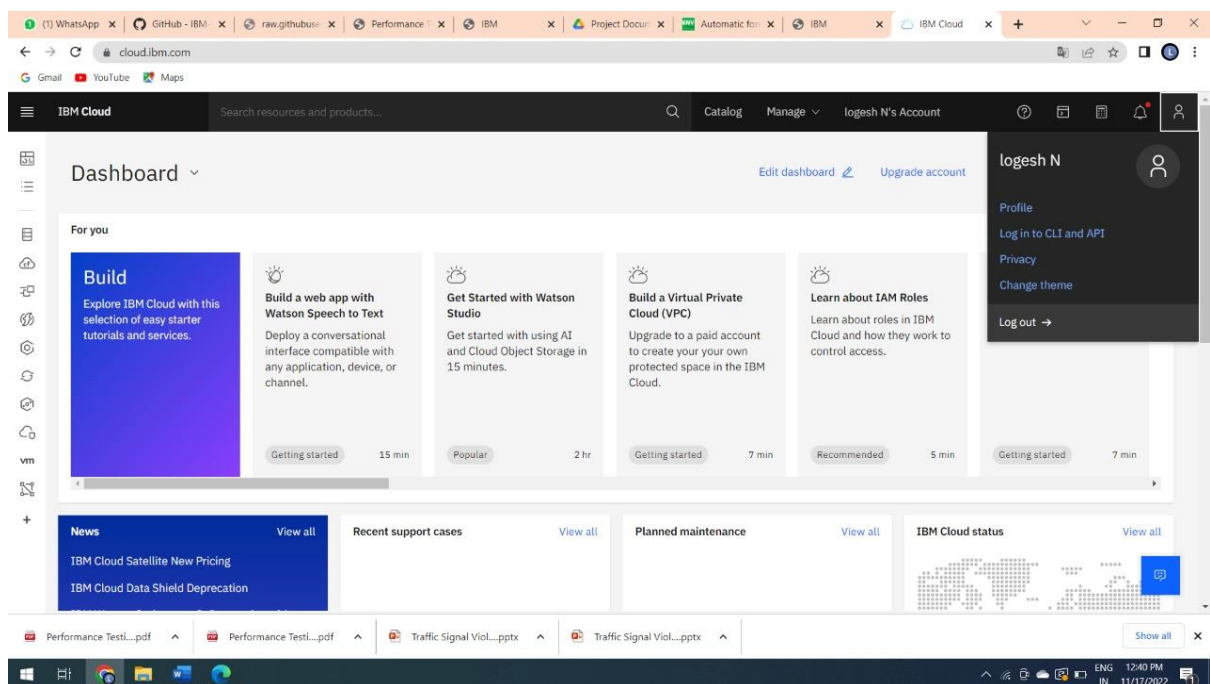 (1) WhatsApp
GitHub - IBM-
raw.githubuse
Performance T
IBM
Project Docum
Automatic for
IBM
IBM Cloud
cloud.ibm.com
Gmail
YouTube
Maps
IBM Cloud
Search resources and products...
Catalog
Manage
logesh N's Account
Dashboard
Edit dashboard
Upgrade account
logesh N
Profile
Log in to CLI and API
Privacy
Change theme
Log out →
For you
Build
Explore IBM Cloud with this
selection of easy starter
tutorials and services.
Build a web app with
Watson Speech to Text
Deploy a conversational
interface compatible with
any application, device, or
channel.
Getting started
15 min
Get Started with Watson
Studio
Get started with using AI
and Cloud Object Storage in
15 minutes.
Popular
2 hr
Build a Virtual Private
Cloud (VPC)
Upgrade to a paid account
to create your your own
protected space in the IBM
Cloud.
Getting started
7 min
Learn about IAM Roles
Learn about roles in IBM
Cloud and how they work to
control access.
Recommended
5 min
Getting started
7 min
vm
News
View all
IBM Cloud Satellite New Pricing
IBM Cloud Data Shield Deprecation
Recent support cases
View all
Planned maintenance
View all
IBM Cloud status
View all
Performance Testi....pdf
Performance Testi....pdf
Traffic Signal Viol....pptx
Traffic Signal Viol....pptx
Show all
ENG
IN
12:40 PM
11/17/2022